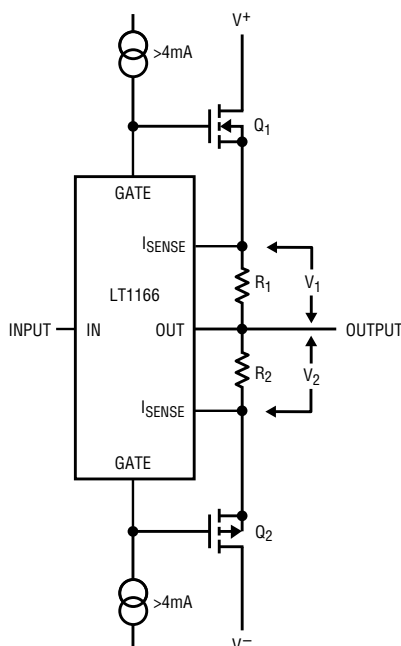 V+
>4mA
Q1
GATE
ISENSE
R1
V1
LT1166
INPUT
IN
OUT
OUTPUT
R2
V2
ISENSE
GATE
Q2
>4mA
V–